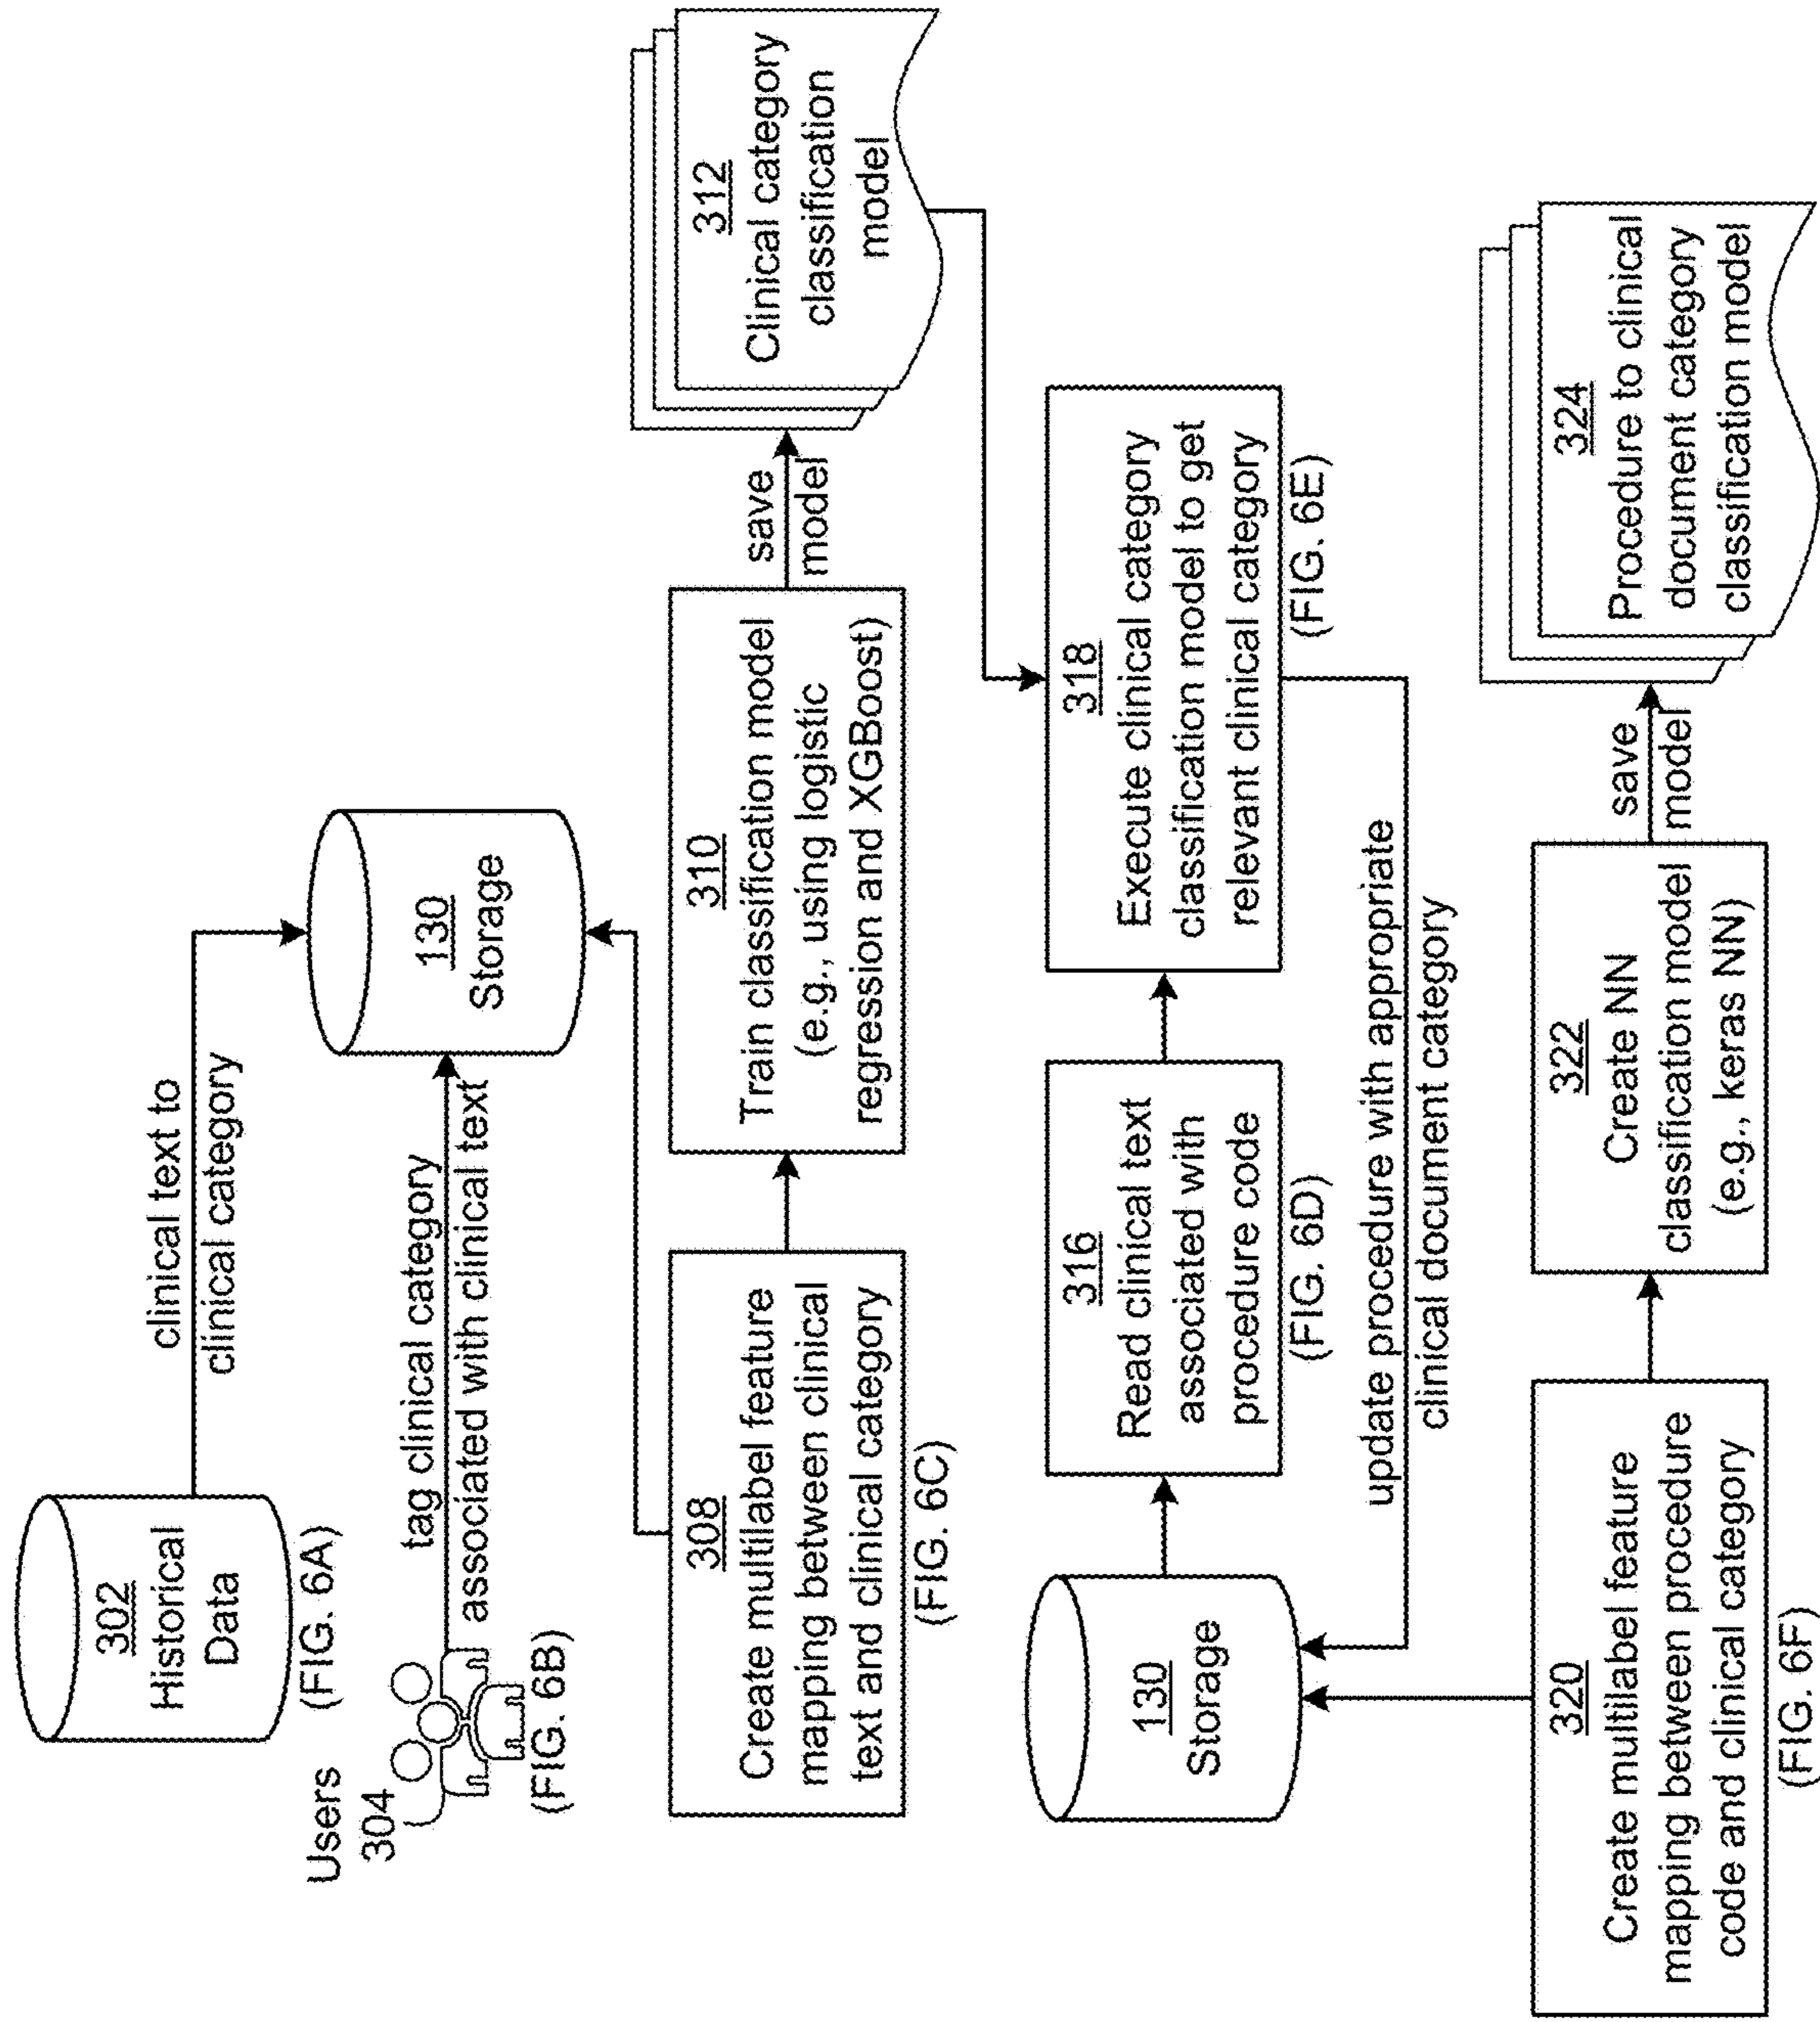 302
Historical
Data
(FIG. 6A)
clinical text to
clinical category
Users
304
(FIG. 6B)
tag clinical category
associated with clinical text
130
Storage
308
Create multilabel feature
mapping between clinical
text and clinical category
(FIG. 6C)
310
Train classification model
(e.g., using logistic
regression and XGBoost)
save
model
312
Clinical category
classification
model
130
Storage
316
Read clinical text
associated with
procedure code
(FIG. 6D)
318
Execute clinical category
classification model to get
relevant clinical category
(FIG. 6E)
update procedure with appropriate
clinical document category
320
Create multilabel feature
mapping between procedure
code and clinical category
(FIG. 6F)
322
Create NN
classification model
(e.g., keras NN)
save
model
324
Procedure to clinical
document category
classification model